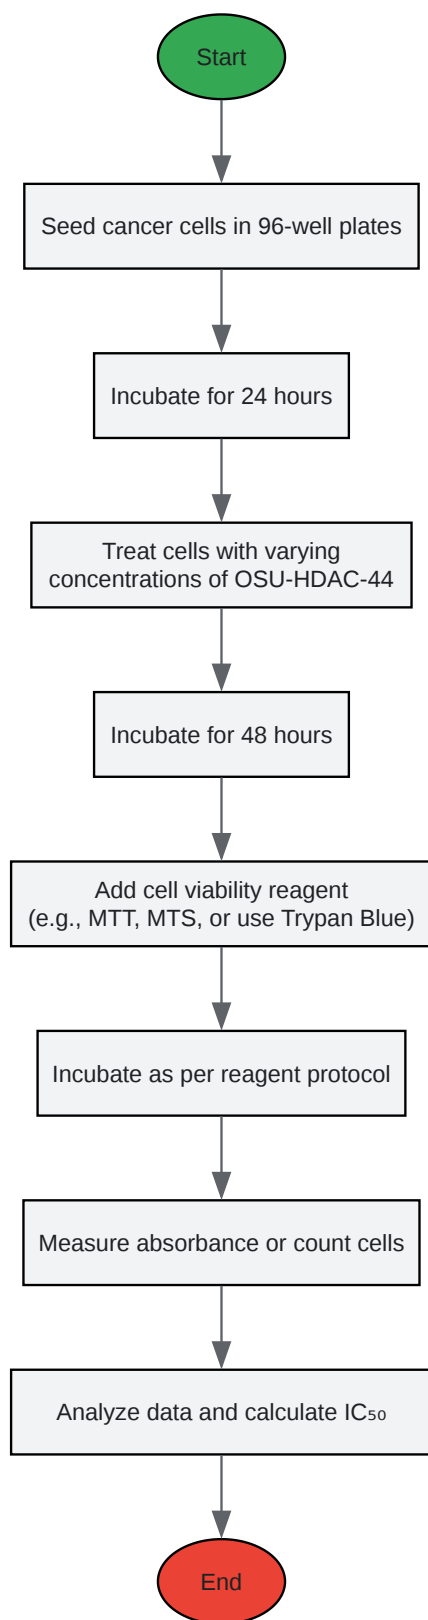 Start
Seed cancer cells in 96-well plates
Incubate for 24 hours
Treat cells with varying
concentrations of OSU-HDAC-44
Incubate for 48 hours
Add cell viability reagent
(e.g., MTT, MTS, or use Trypan Blue)
Incubate as per reagent protocol
Measure absorbance or count cells
Analyze data and calculate IC₅₀
End